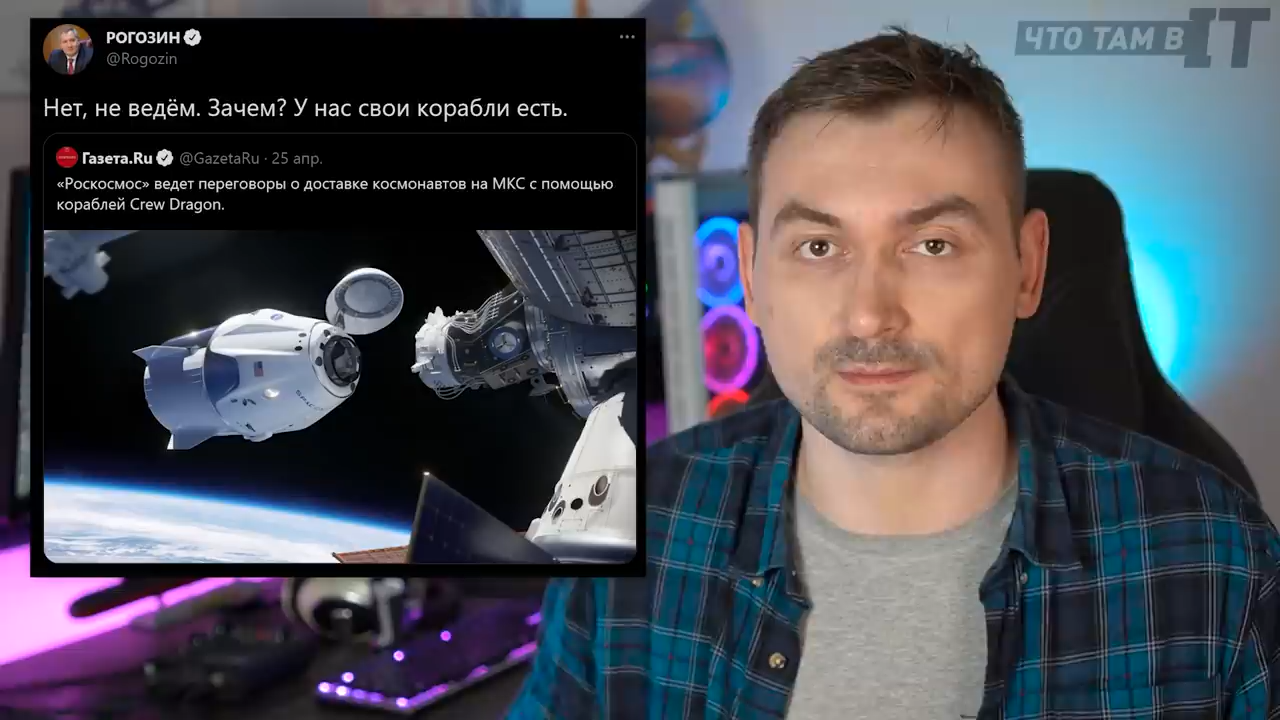 РОГОЗИН
@Rogozin
Нет, не ведём. Зачем? У нас свои корабли есть.
Газета.Ru @GazetaRu · 25 апр.
«Роскосмос» ведет переговоры о доставке космонавтов на МКС с помощью
кораблей Crew Dragon.
ЧТО ТАМ В IT